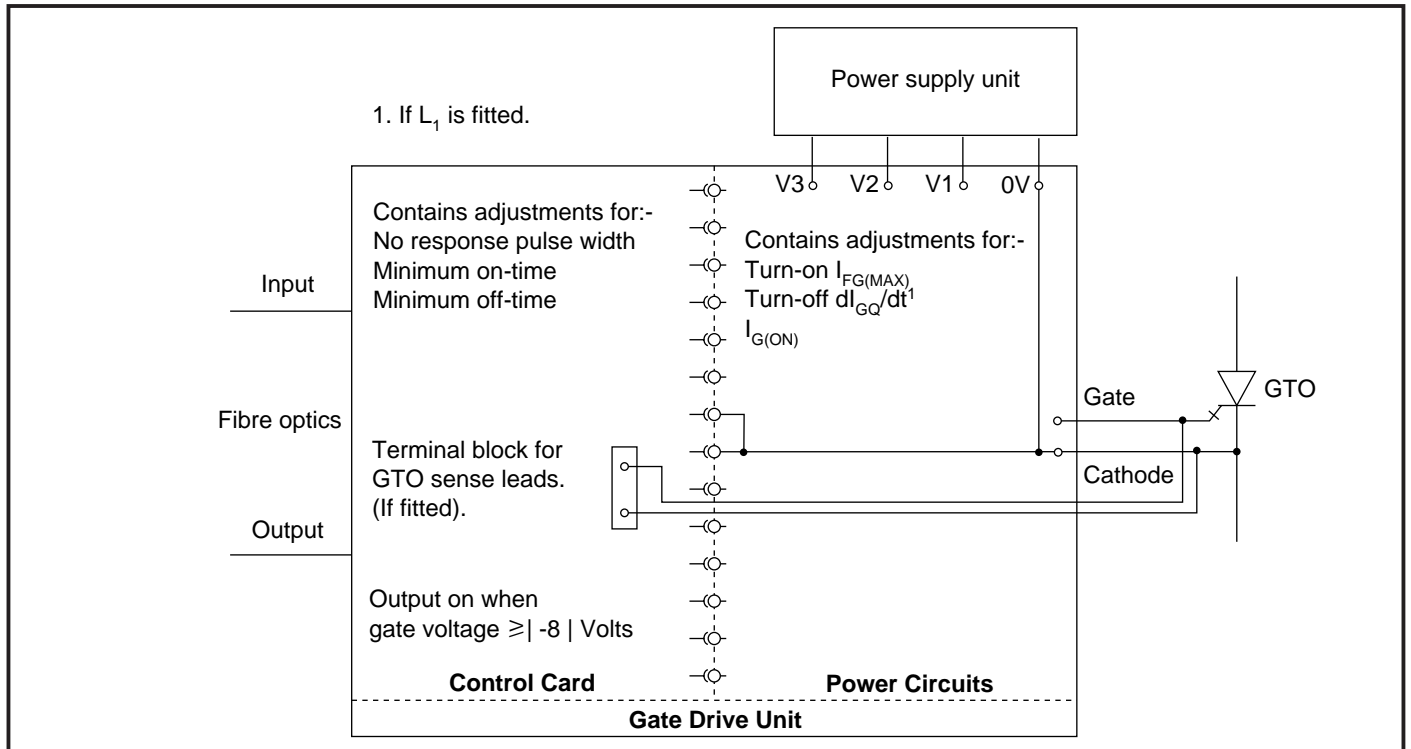 Power supply unit
1. If L₁ is fitted.
V3 V2 V1 0V
Contains adjustments for:-
No response pulse width
Minimum on-time
Minimum off-time
Contains adjustments for:-
Turn-on I_FG(MAX)
Turn-off dI_GQ/dt¹
I_G(ON)
Input
Fibre optics
Output
Gate
GTO
Cathode
Terminal block for
GTO sense leads.
(If fitted).
Output on when
gate voltage ≥| -8 | Volts
Control Card
Power Circuits
Gate Drive Unit